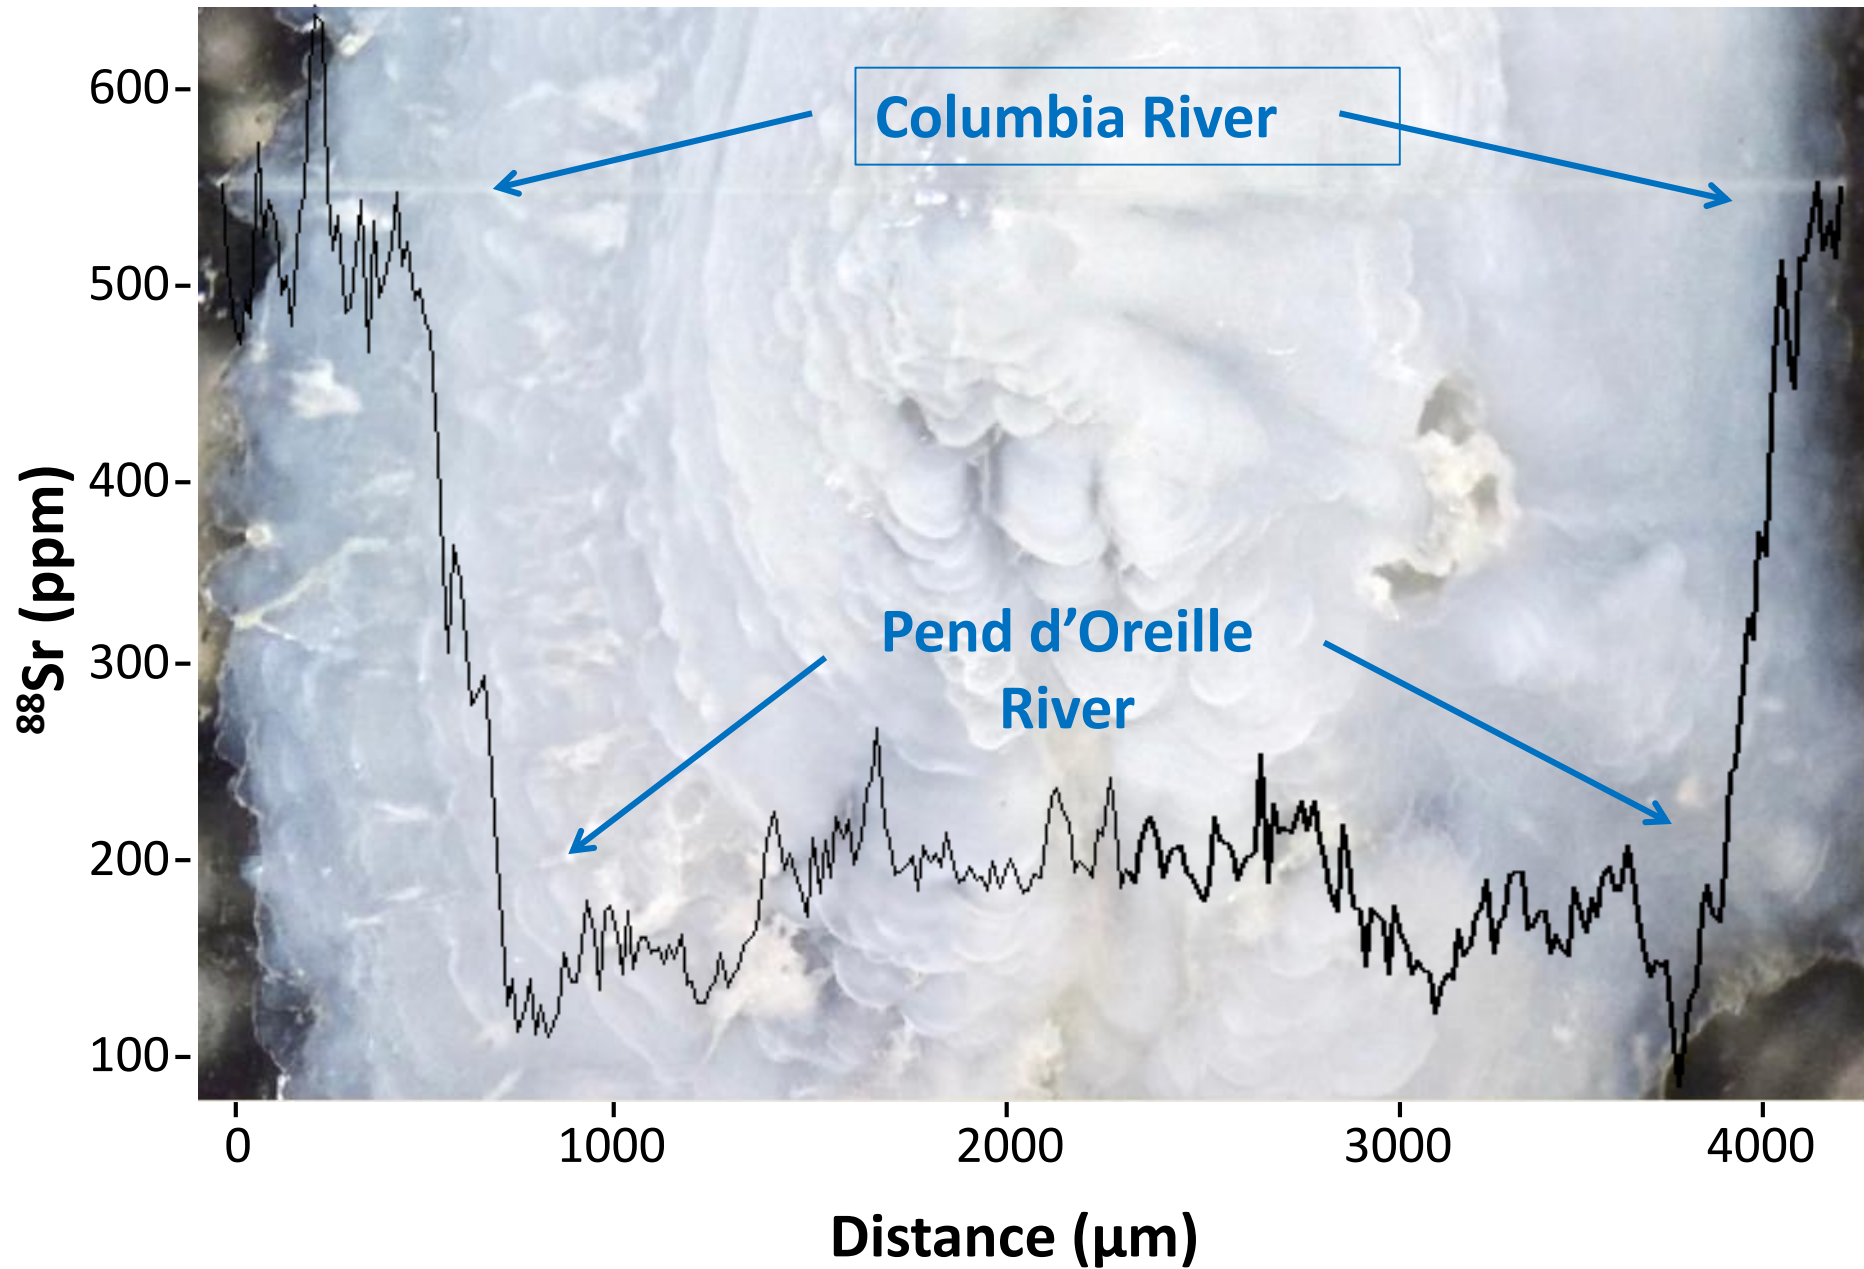 600
500
400
300
200
100
⁸⁸Sr (ppm)
Columbia River
Pend d’Oreille
River
0 1000 2000 3000 4000
Distance (µm)